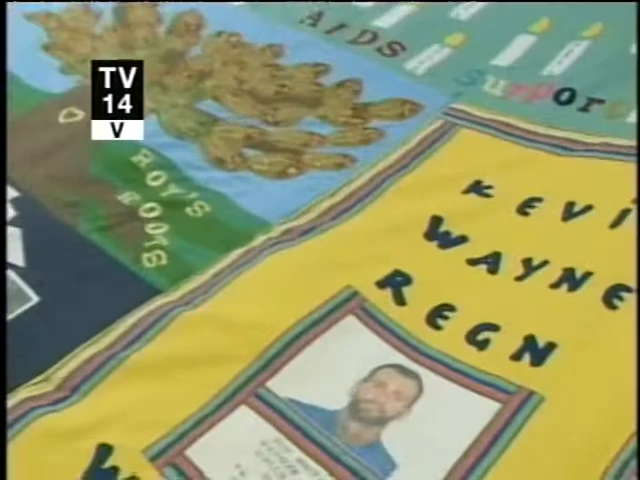 TV
14
V
AIDS
Support
ROY'S
ROOTS
KEVI
WAYNE
REGN